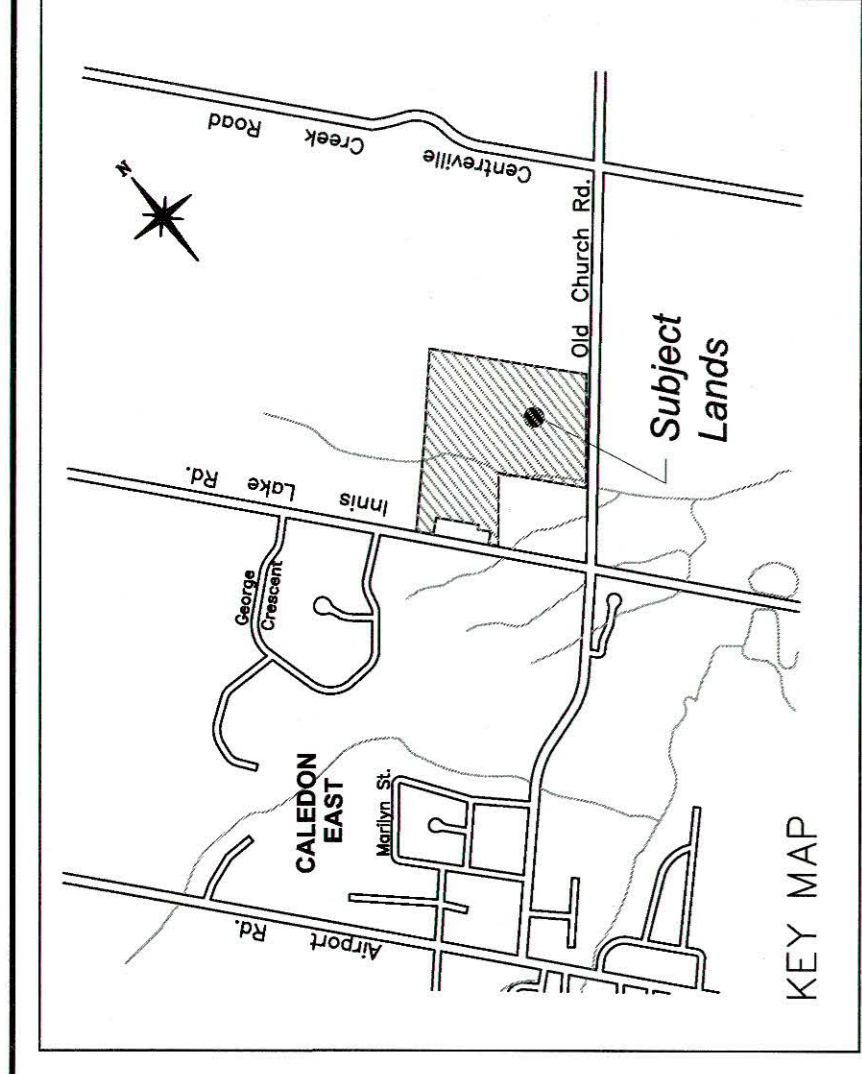 N
Centreville Creek Road
Old Church Rd.
Subject
Lands
Innis Lake Rd.
George
Crescent
CALEDON
EAST
Marilyn St.
Airport Rd.
KEY MAP